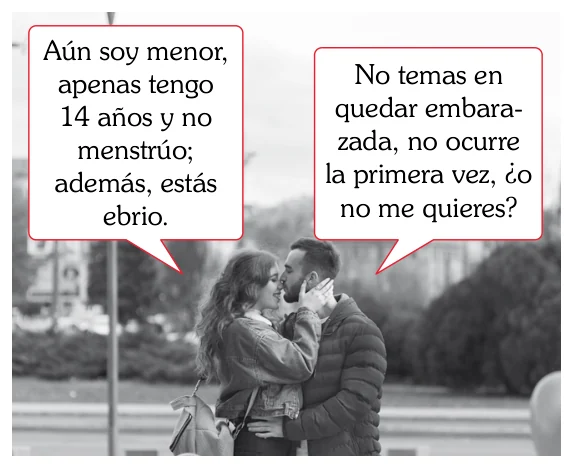 Aún soy menor,
apenas tengo
14 años y no
menstrúo;
además, estás
ebrio.
No temas en
quedar embara-
zada, no ocurre
la primera vez, ¿o
no me quieres?